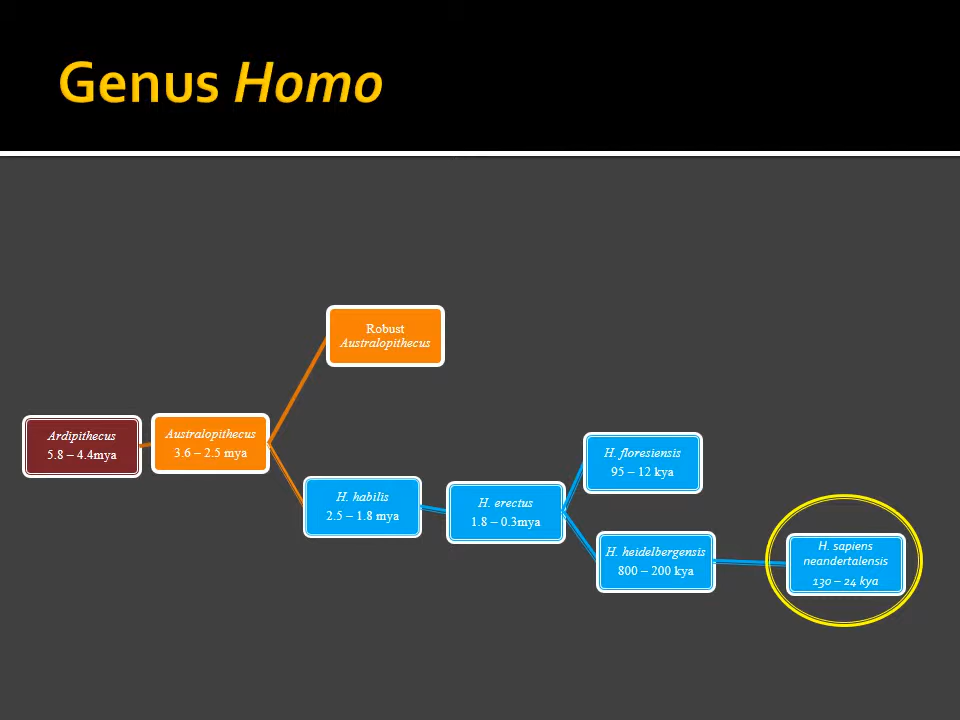 Genus Homo
Robust
Australopithecus
Ardipithecus
5.8 – 4.4mya
Australopithecus
3.6 – 2.5 mya
H. habilis
2.5 – 1.8 mya
H. erectus
1.8 – 0.3mya
H. floresiensis
95 – 12 kya
H. heidelbergensis
800 – 200 kya
H. sapiens
neandertalensis
130 – 24 kya